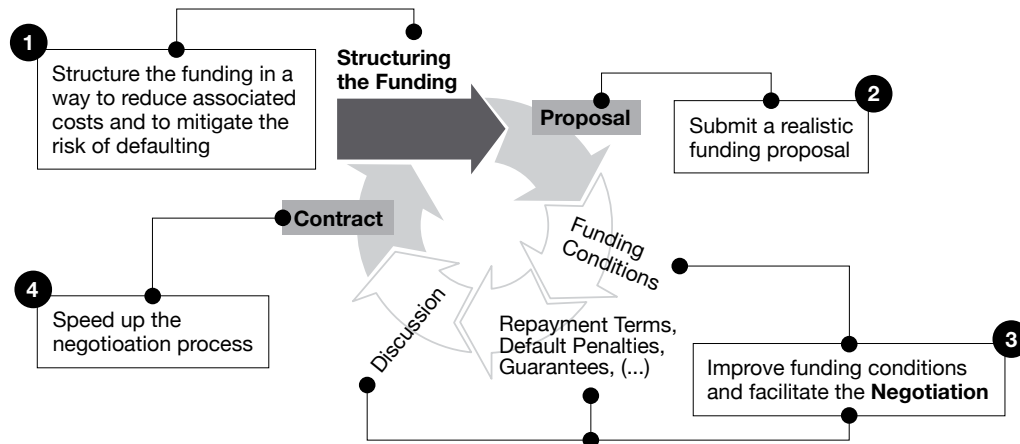 1
Structure the funding in a
way to reduce associated
costs and to mitigate the
risk of defaulting
Structuring
the Funding
Proposal
2
Submit a realistic
funding proposal
Contract
Funding
Conditions
4
Speed up the
negotioation process
Discussion
Repayment Terms,
Default Penalties,
Guarantees, (...)
3
Improve funding conditions
and facilitate the Negotiation